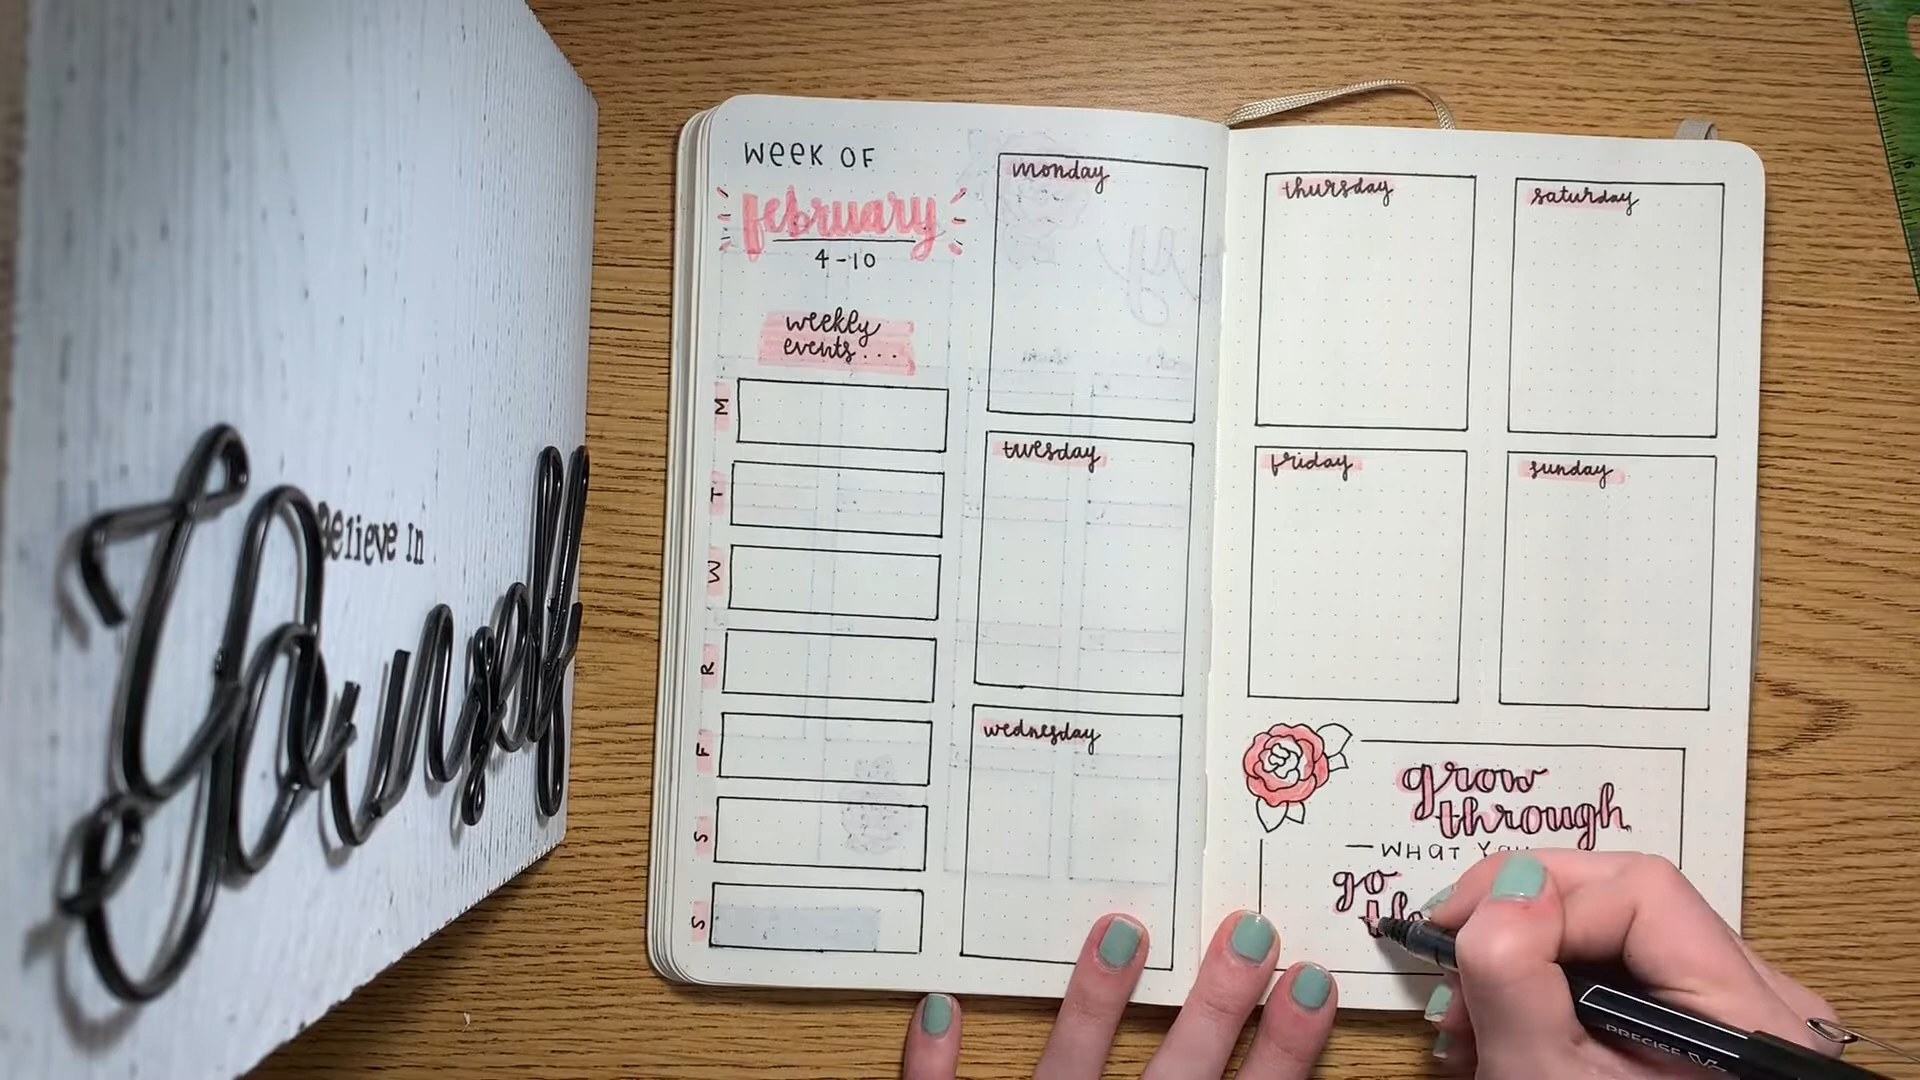 Believe In
Yourself
WEEK OF
february
4-10
weekly
events...
M
T
W
R
F
S
S
monday
tuesday
wednesday
thursday
friday
saturday
sunday
grow
through
— WHAT
go
PRECISE V